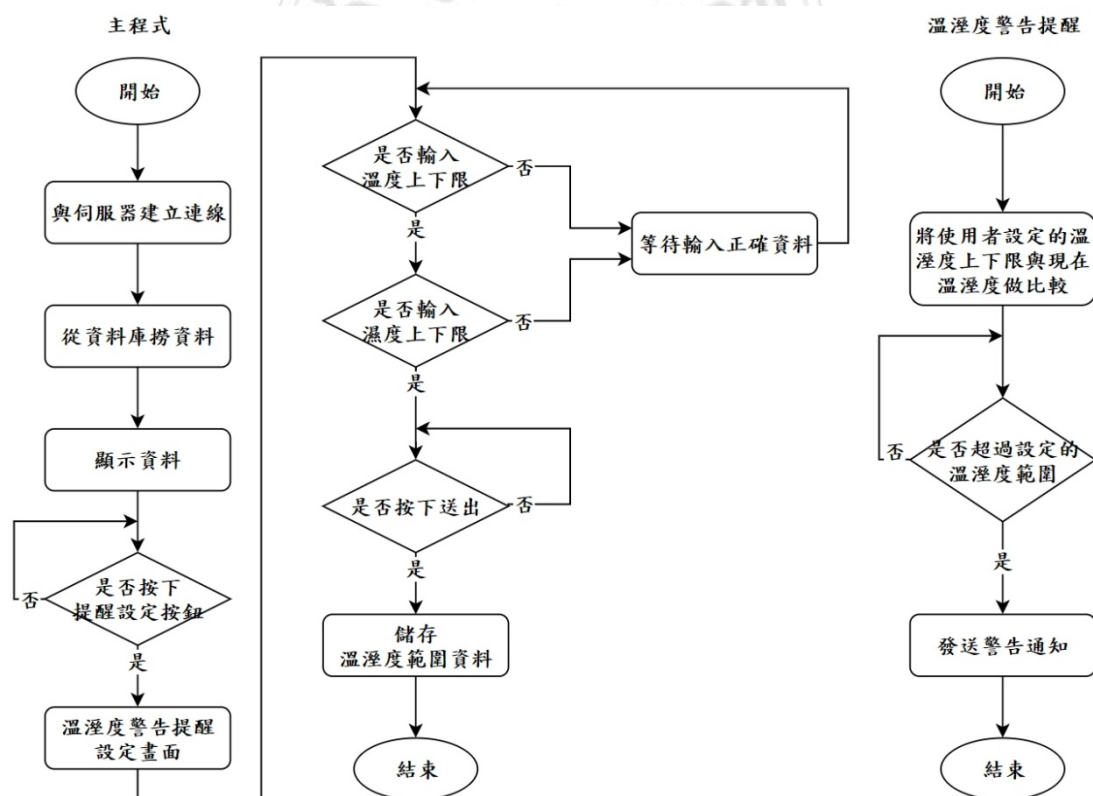 主程式
開始
與伺服器建立連線
從資料庫撈資料
顯示資料
是否按下
提醒設定按鈕
否
是
溫溼度警告提醒
設定畫面
是否輸入
溫度上下限
否
是
等待輸入正確資料
是否輸入
濕度上下限
否
是
是否按下送出
否
是
儲存
溫溼度範圍資料
結束
溫溼度警告提醒
開始
將使用者設定的溫
溼度上下限與現在
溫溼度做比較
是否超過設定的
溫溼度範圍
否
是
發送警告通知
結束